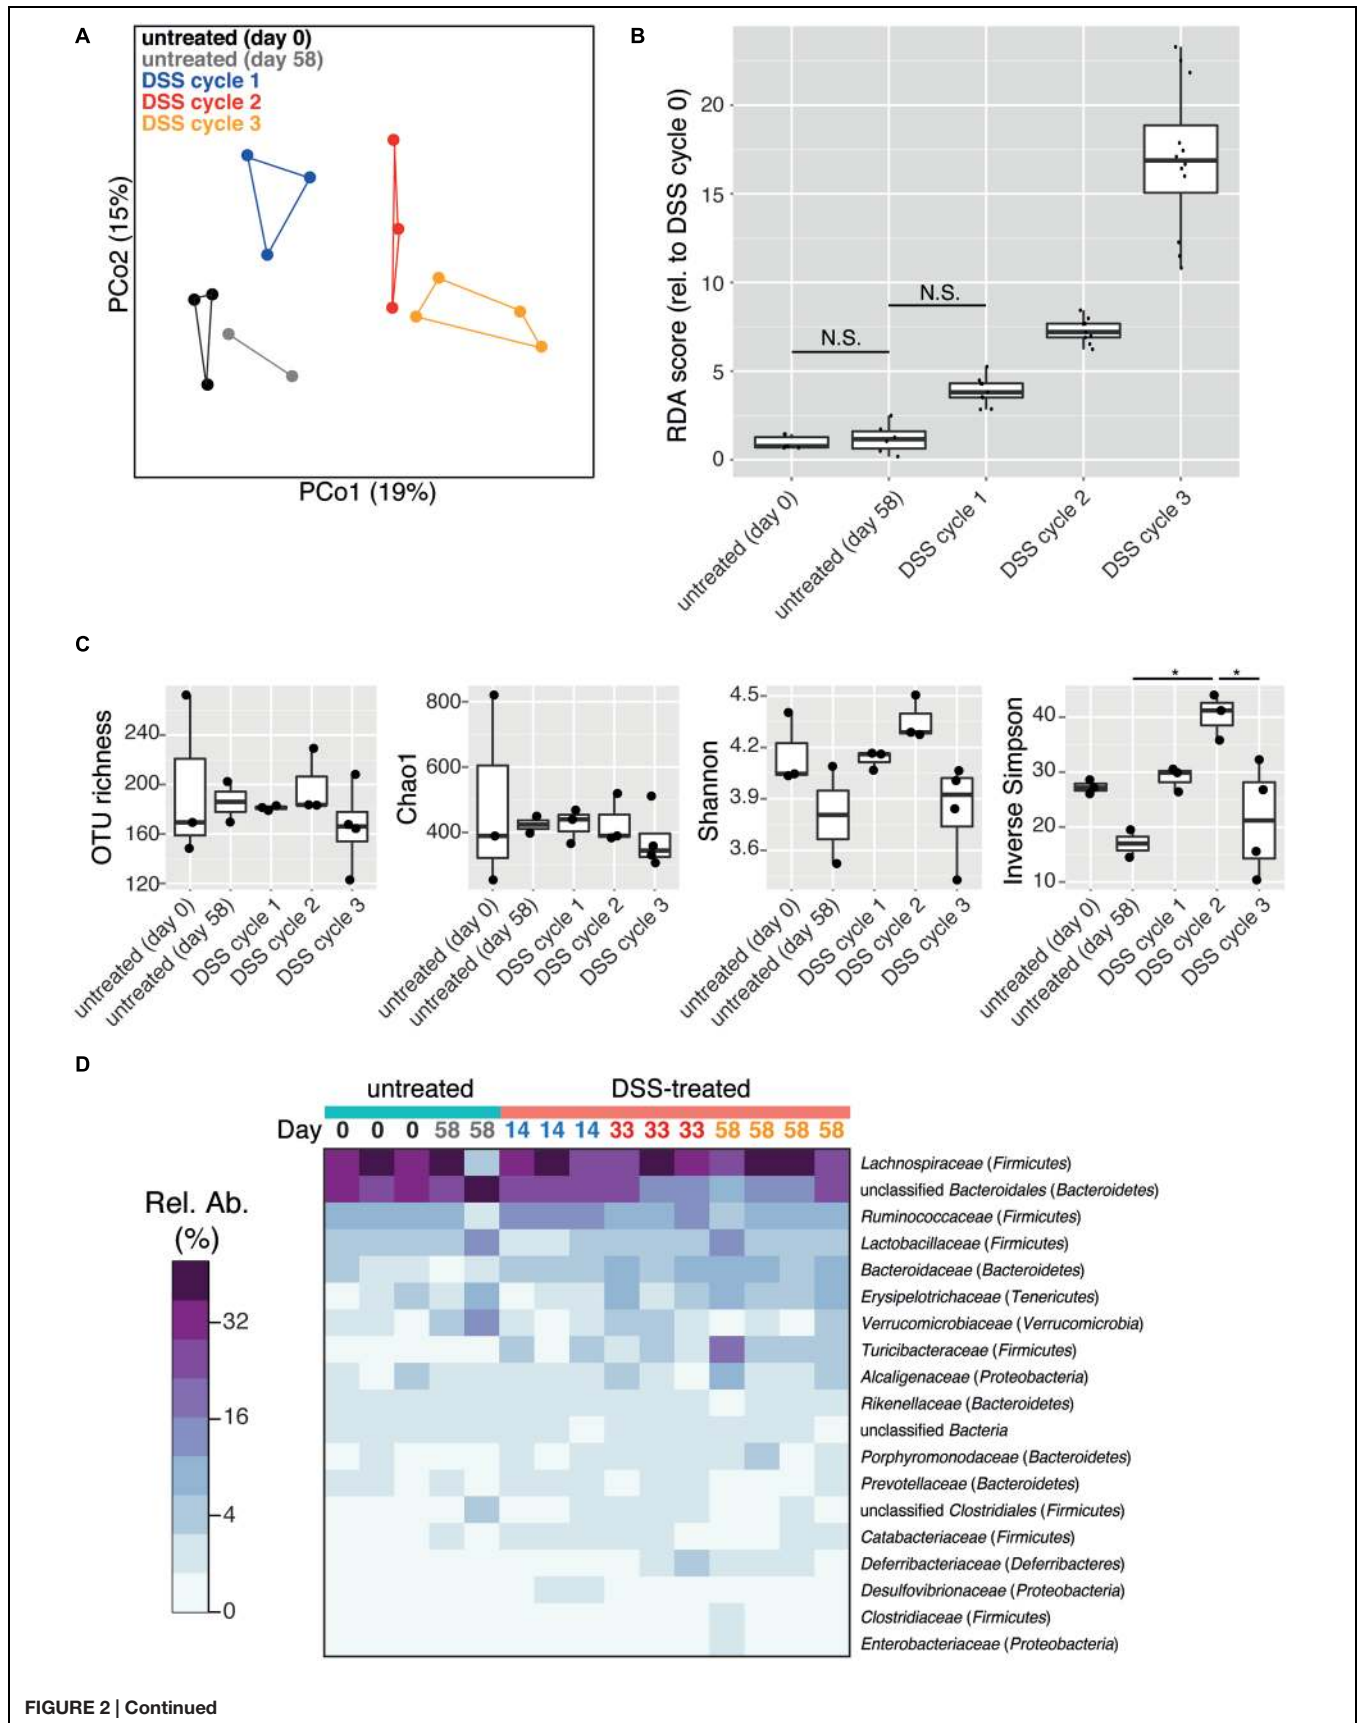 A
untreated (day 0)
untreated (day 58)
DSS cycle 1
DSS cycle 2
DSS cycle 3
PCo2 (15%)
PCo1 (19%)
B
RDA score (rel. to DSS cycle 0)
20
15
10
5
0
N.S.
N.S.
untreated (day 0)
untreated (day 58)
DSS cycle 1
DSS cycle 2
DSS cycle 3
C
OTU richness
240
200
160
120
untreated (day 0)
untreated (day 58)
DSS cycle 1
DSS cycle 2
DSS cycle 3
Chao1
800
600
400
untreated (day 0)
untreated (day 58)
DSS cycle 1
DSS cycle 2
DSS cycle 3
Shannon
4.5
4.2
3.9
3.6
untreated (day 0)
untreated (day 58)
DSS cycle 1
DSS cycle 2
DSS cycle 3
Inverse Simpson
40
30
20
10
* *
untreated (day 0)
untreated (day 58)
DSS cycle 1
DSS cycle 2
DSS cycle 3
D
untreated DSS-treated
Day 0 0 0 58 58 14 14 14 33 33 33 58 58 58 58
Rel. Ab.
(%)
32
16
4
0
Lachnospiraceae (Firmicutes)
unclassified Bacteroidales (Bacteroidetes)
Ruminococcaceae (Firmicutes)
Lactobacillaceae (Firmicutes)
Bacteroidaceae (Bacteroidetes)
Erysipelotrichaceae (Tenericutes)
Verrucomicrobiaceae (Verrucomicrobia)
Turicibacteraceae (Firmicutes)
Alcaligenaceae (Proteobacteria)
Rikenellaceae (Bacteroidetes)
unclassified Bacteria
Porphyromonodaceae (Bacteroidetes)
Prevotellaceae (Bacteroidetes)
unclassified Clostridiales (Firmicutes)
Catabacteriaceae (Firmicutes)
Deferribacteriaceae (Deferribacteres)
Desulfovibrionaceae (Proteobacteria)
Clostridiaceae (Firmicutes)
Enterobacteriaceae (Proteobacteria)
FIGURE 2 | Continued